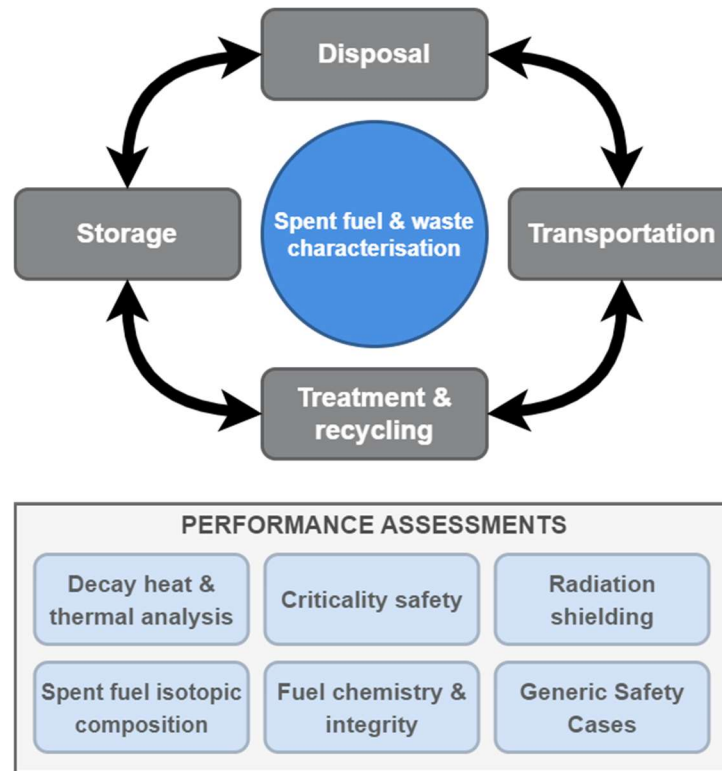 Disposal
Storage
Spent fuel & waste
characterisation
Transportation
Treatment &
recycling
PERFORMANCE ASSESSMENTS
Decay heat &
thermal analysis
Criticality safety
Radiation
shielding
Spent fuel isotopic
composition
Fuel chemistry &
integrity
Generic Safety
Cases